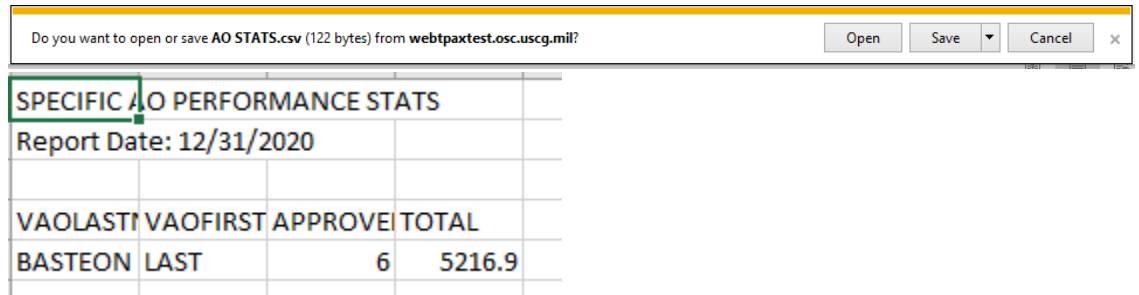 Do you want to open or save AO STATS.csv (122 bytes) from webtpaxtest.osc.uscg.mil? Open Save Cancel ×
SPECIFIC AO PERFORMANCE STATS
Report Date: 12/31/2020
VAOLASTN VAOFIRST APPROVE TOTAL
BASTEON LAST 6 5216.9